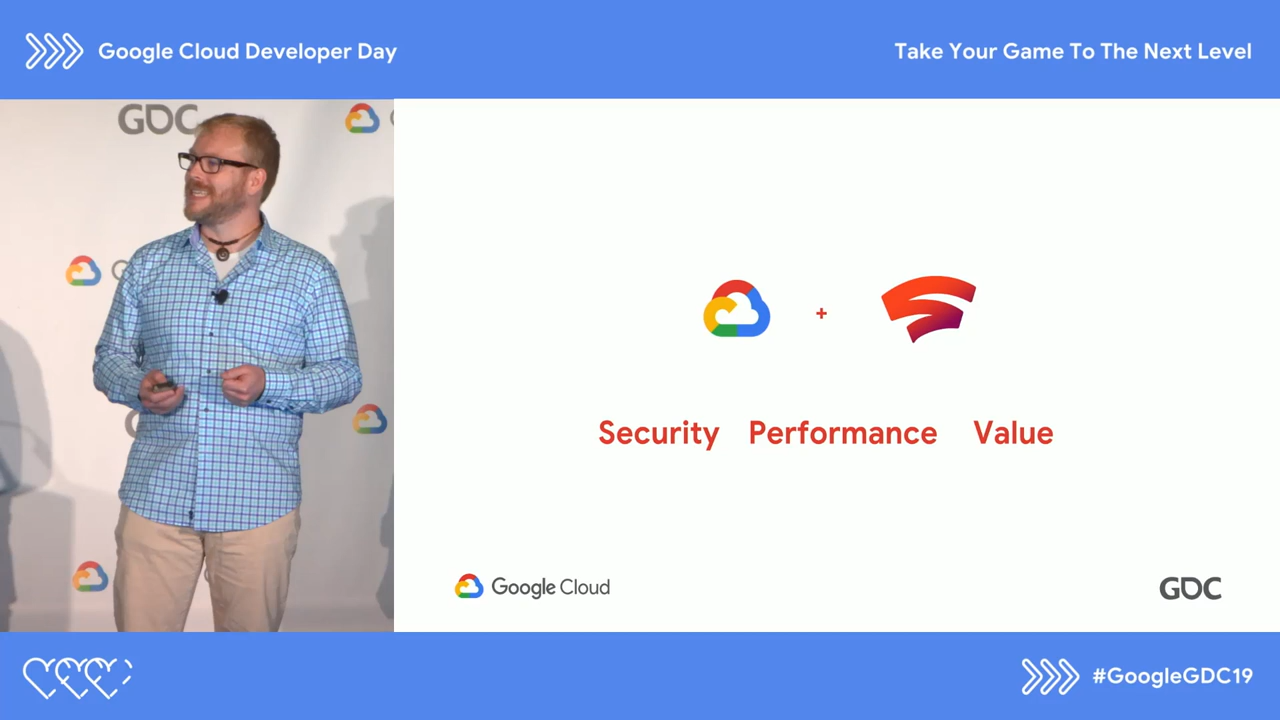 Google Cloud Developer Day
Take Your Game To The Next Level
GDC
+
Security Performance Value
Google Cloud
GDC
#GoogleGDC19